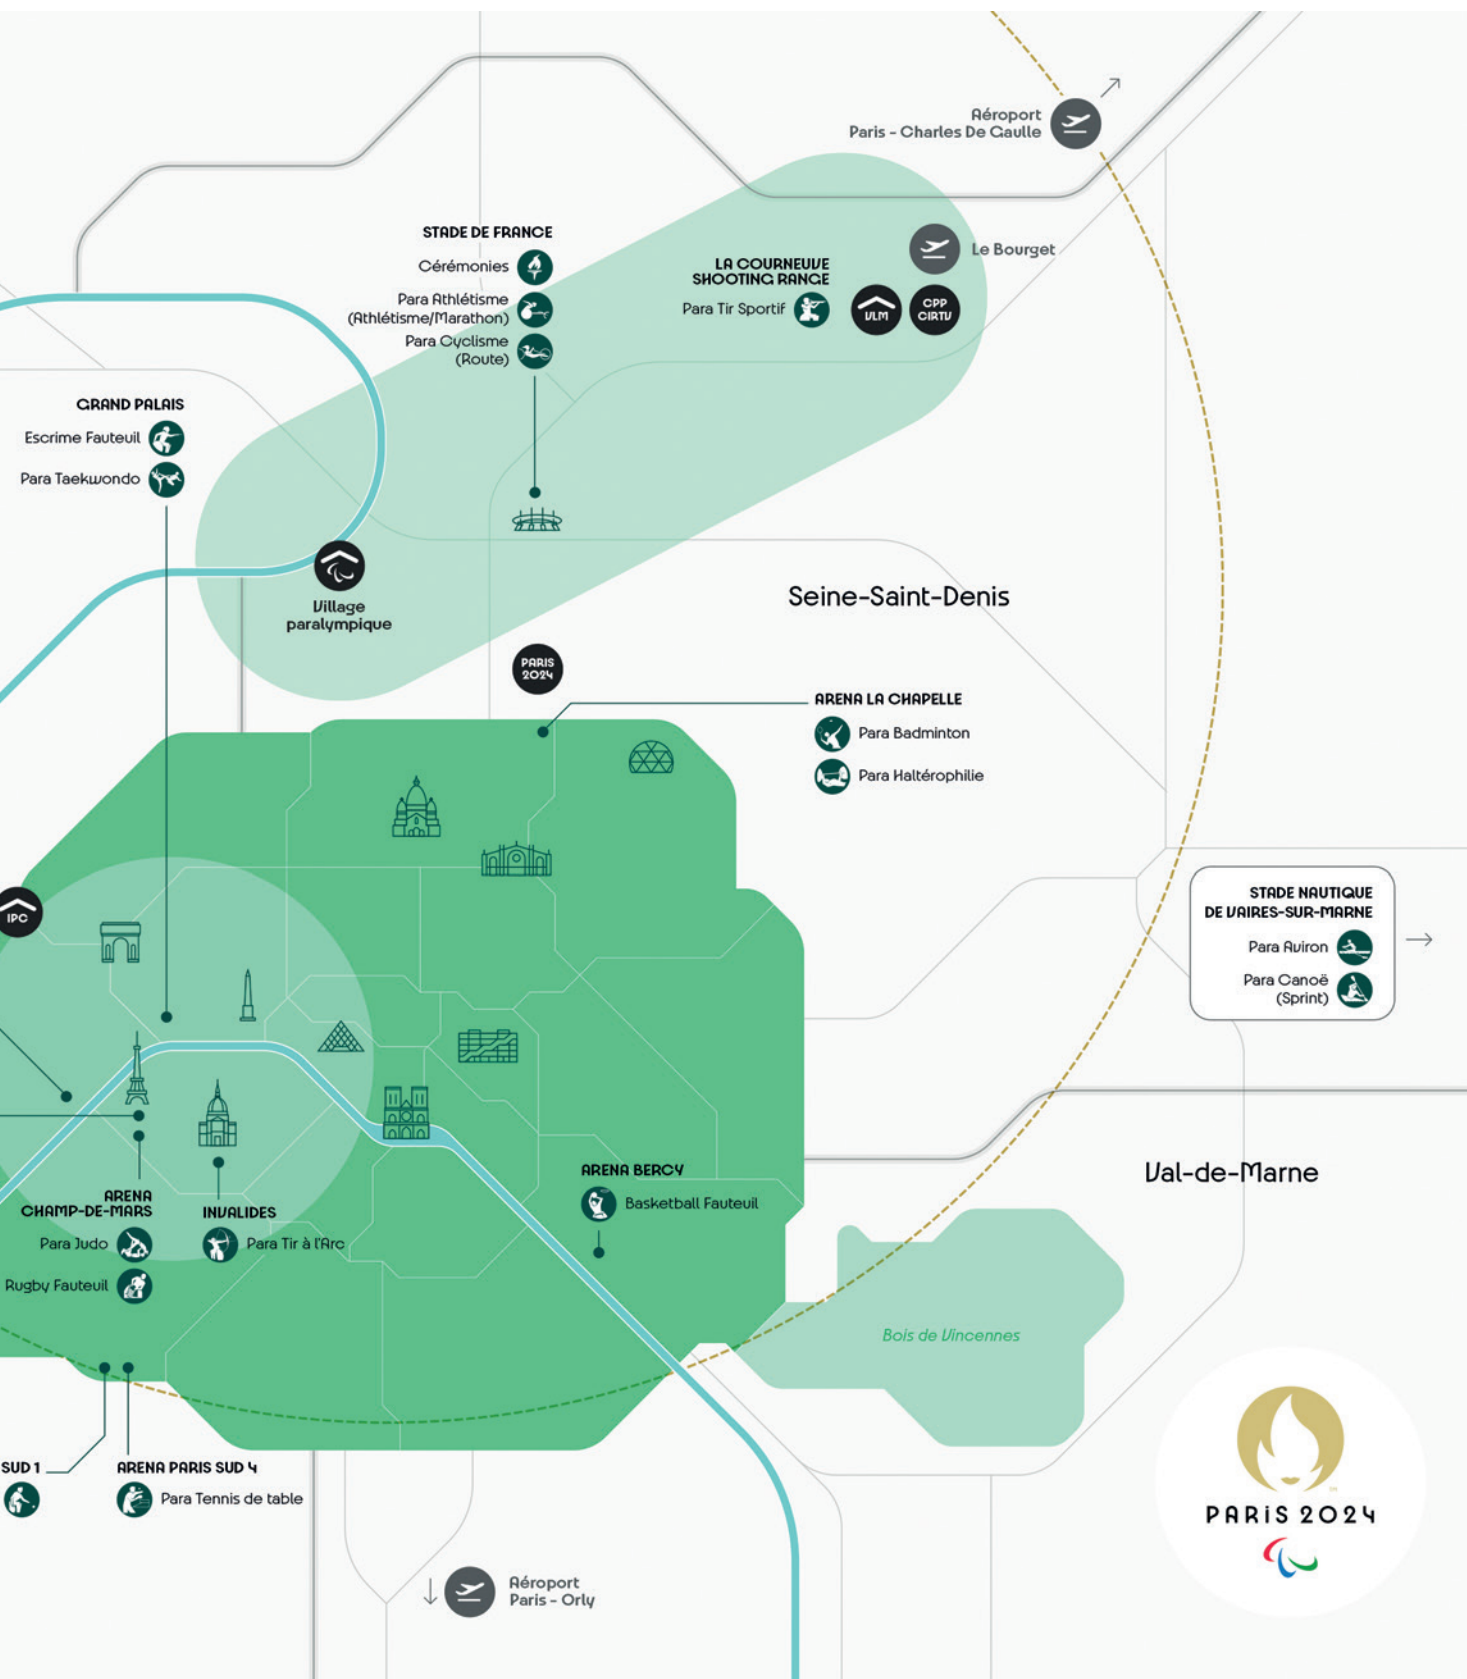 Aéroport
Paris - Charles De Gaulle
STADE DE FRANCE
Cérémonies
Para Athlétisme
(Athlétisme/Marathon)
Para Cyclisme
(Route)
LA COURNEUVE
SHOOTING RANGE
Para Tir Sportif
VLM
CPP
CIRTV
Le Bourget
GRAND PALAIS
Escrime Fauteuil
Para Taekwondo
Village
paralympique
Seine-Saint-Denis
PARIS
2024
ARENA LA CHAPELLE
Para Badminton
Para Haltérophilie
IPC
STADE NAUTIQUE
DE VAIRES-SUR-MARNE
Para Aviron
Para Canoë
(Sprint)
Val-de-Marne
ARENA BERCY
Basketball Fauteuil
ARENA
CHAMP-DE-MARS
Para Judo
Rugby Fauteuil
INVALIDES
Para Tir à l'Arc
Bois de Vincennes
SUD 1
ARENA PARIS SUD 4
Para Tennis de table
Aéroport
Paris - Orly
PARIS 2024